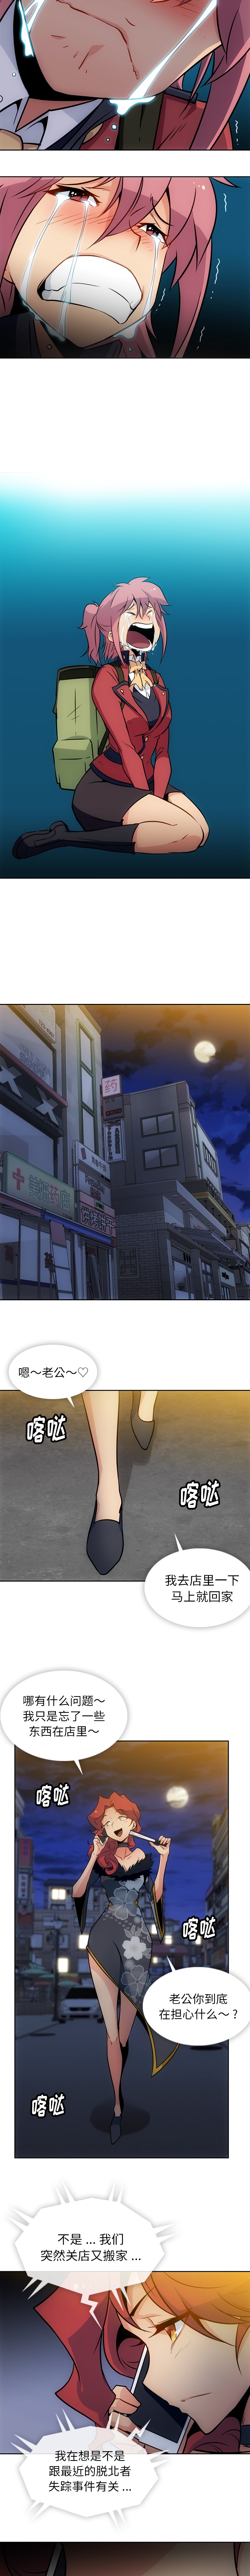 药
药店
嗯～老公～♡
喀哒
喀哒
我去店里一下
马上就回家
哪有什么问题～
我只是忘了一些
东西在店里～
喀哒
喀哒
老公你到底
在担心什么～？
喀哒
不是 ... 我们
突然关店又搬家 ...
我在想是不是
跟最近的脱北者
失踪事件有关 ...